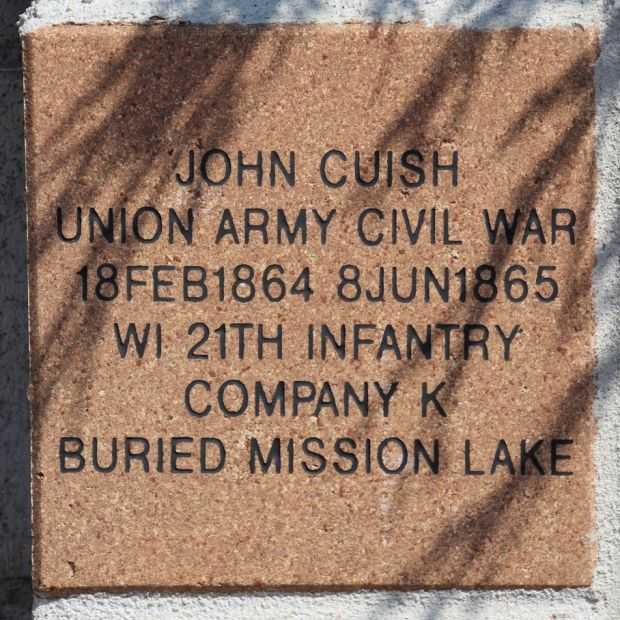 JOHN CUISH
UNION ARMY CIVIL WAR
18FEB1864 8JUN1865
WI 21TH INFANTRY
COMPANY K
BURIED MISSION LAKE